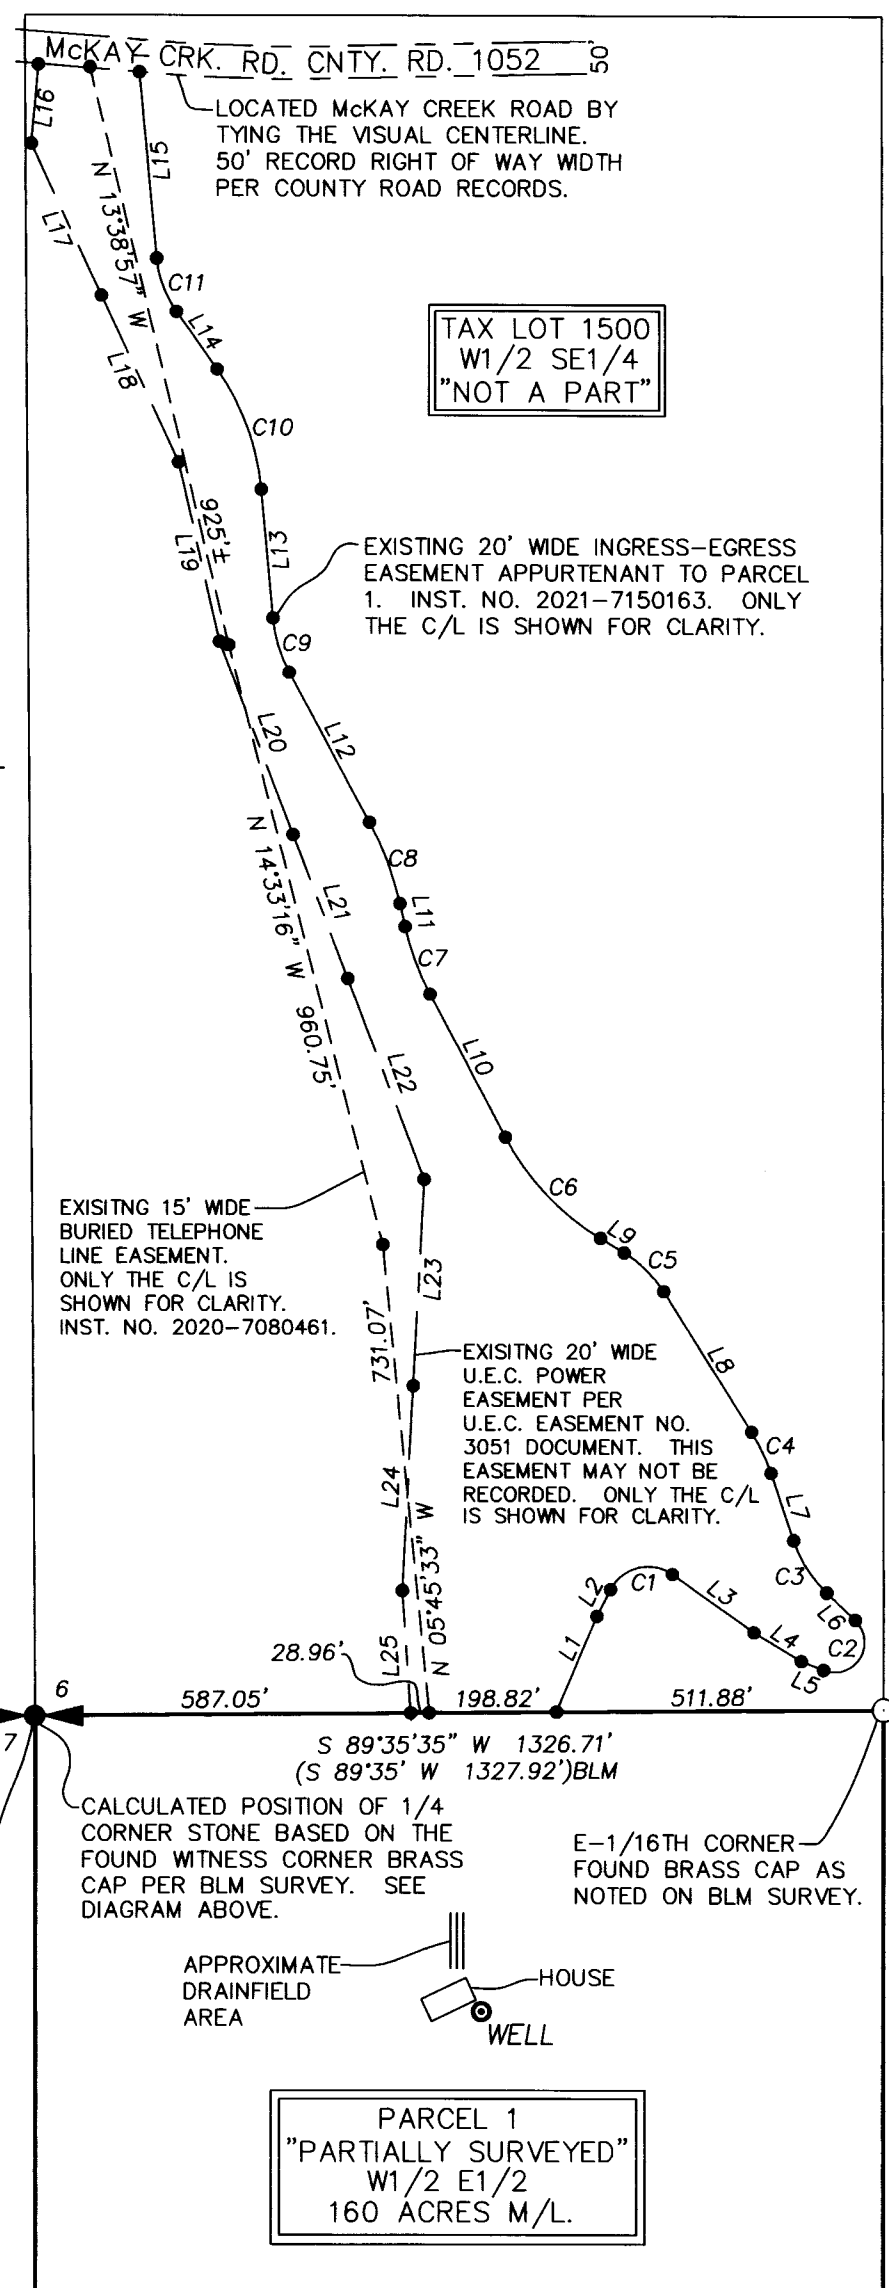 McKAY CRK. RD. CNTY. RD. 1052
50'
LOCATED McKAY CREEK ROAD BY
TYING THE VISUAL CENTERLINE.
50' RECORD RIGHT OF WAY WIDTH
PER COUNTY ROAD RECORDS.
L16
L15
N 13°38'57" W
L17
C11
L14
TAX LOT 1500
W1/2 SE1/4
"NOT A PART"
L18
C10
925'±
L19
L13
EXISTING 20' WIDE INGRESS-EGRESS
EASEMENT APPURTENANT TO PARCEL
1. INST. NO. 2021-7150163. ONLY
THE C/L IS SHOWN FOR CLARITY.
C9
L20
L12
N 14°33'16" W 960.75'
C8
L21
L11
C7
L10
L22
C6
EXISITNG 15' WIDE
BURIED TELEPHONE
LINE EASEMENT.
ONLY THE C/L IS
SHOWN FOR CLARITY.
INST. NO. 2020-7080461.
L9
C5
L23
731.07'
L8
EXISITNG 20' WIDE
U.E.C. POWER
EASEMENT PER
U.E.C. EASEMENT NO.
3051 DOCUMENT. THIS
EASEMENT MAY NOT BE
RECORDED. ONLY THE C/L
IS SHOWN FOR CLARITY.
C4
L24
L7
N 05°45'33" W
C3
C1
L2
L3
L6
L1
L4
C2
L5
L25
28.96'
6
587.05'
198.82'
511.88'
7
S 89°35'35" W 1326.71'
(S 89°35' W 1327.92')BLM
CALCULATED POSITION OF 1/4
CORNER STONE BASED ON THE
FOUND WITNESS CORNER BRASS
CAP PER BLM SURVEY. SEE
DIAGRAM ABOVE.
E-1/16TH CORNER
FOUND BRASS CAP AS
NOTED ON BLM SURVEY.
APPROXIMATE
DRAINFIELD
AREA
HOUSE
WELL
PARCEL 1
"PARTIALLY SURVEYED"
W1/2 E1/2
160 ACRES M/L.